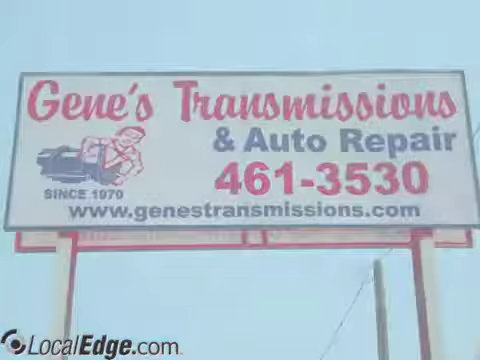 Gene's Transmissions
& Auto Repair
461-3530
SINCE 1970
www.genestransmissions.com
LocalEdge.com